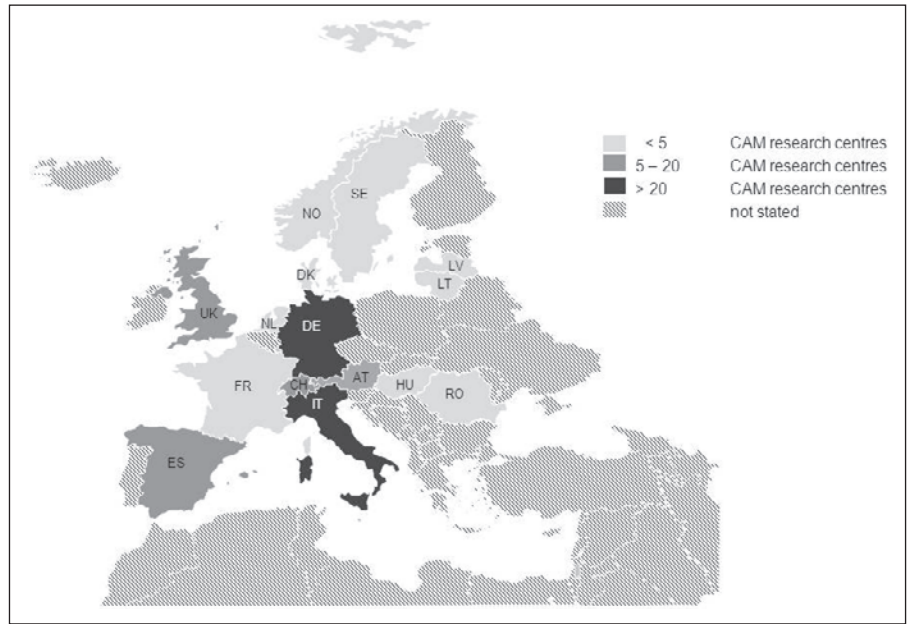 < 5 CAM research centres
5 – 20 CAM research centres
> 20 CAM research centres
not stated
SE
NO
DK
LV
LT
NL
DE
UK
FR
CH
AT
HU
RO
IT
ES